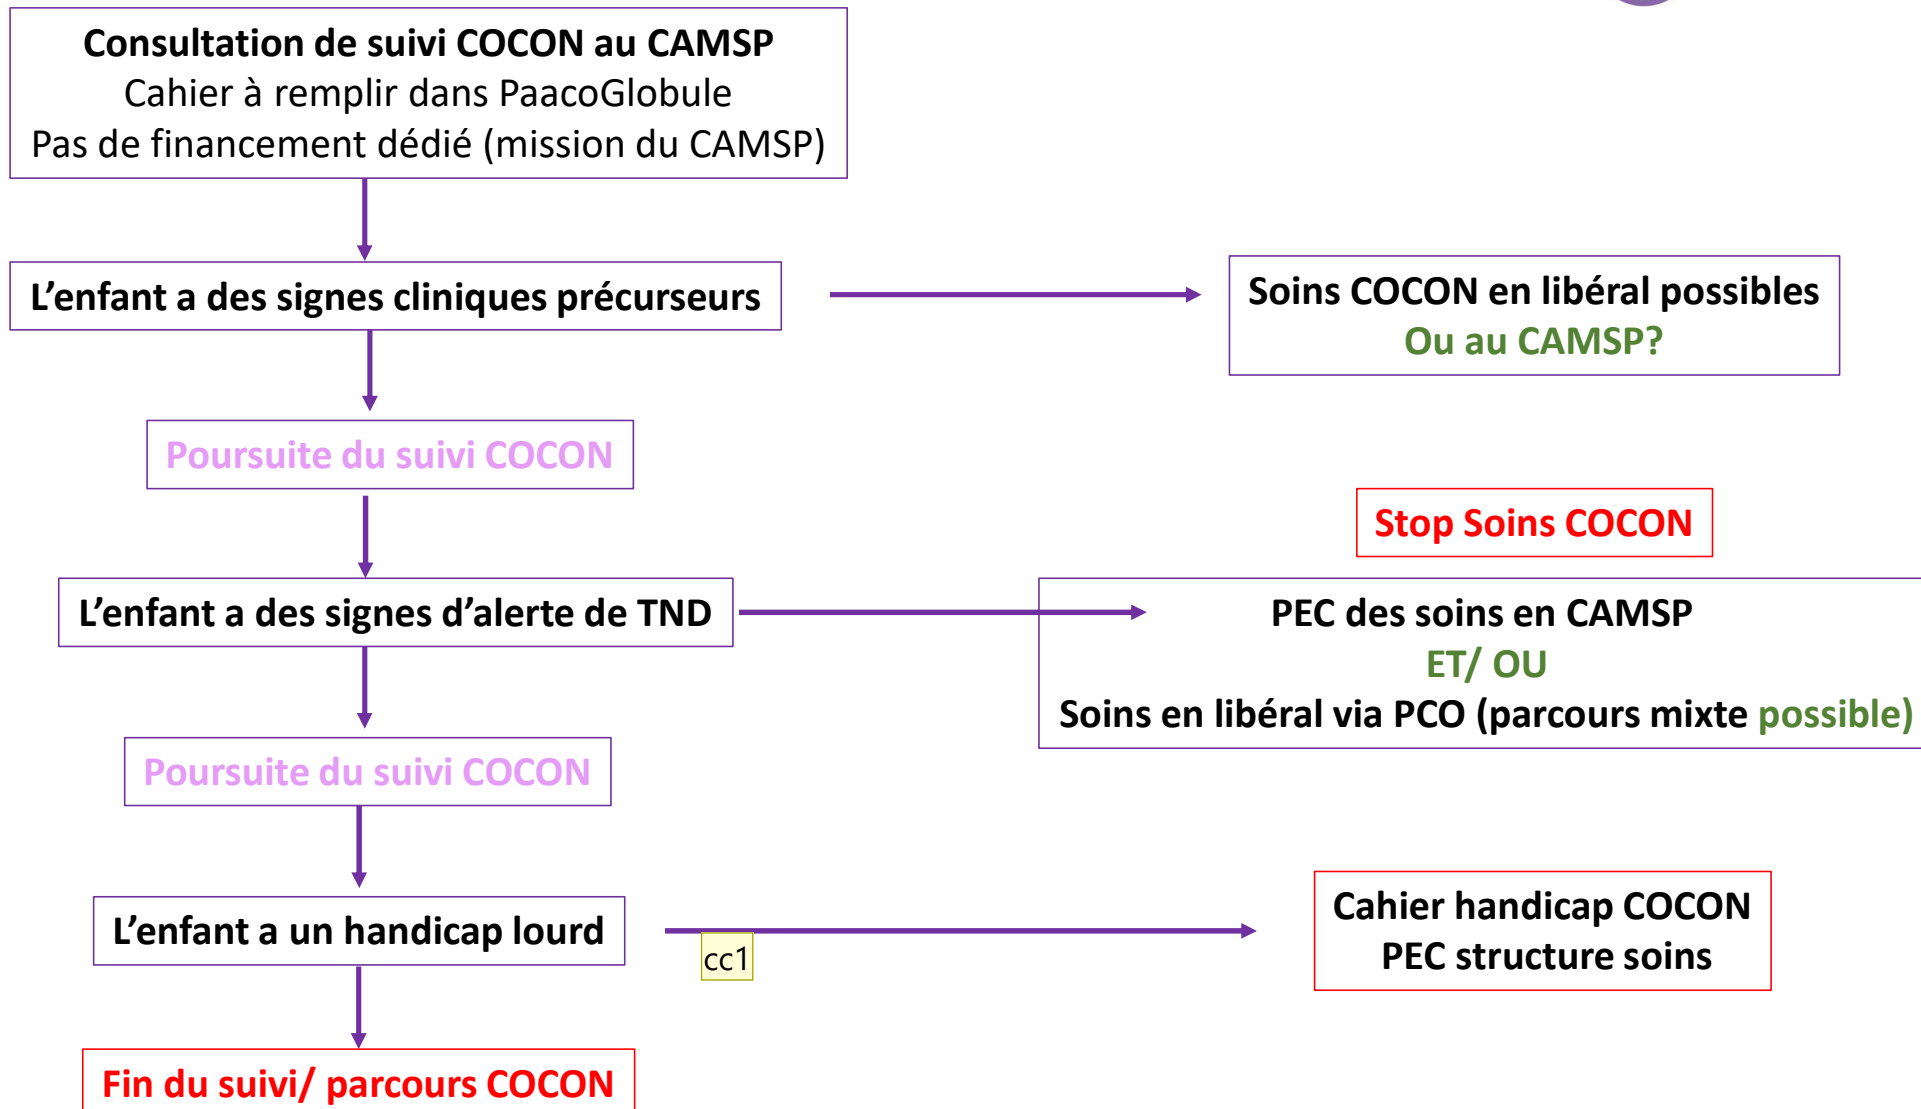 Consultation de suivi COCON au CAMSP
Cahier à remplir dans PaacoGlobule
Pas de financement dédié (mission du CAMSP)
L'enfant a des signes cliniques précurseurs
Soins COCON en libéral possibles
Ou au CAMSP?
Poursuite du suivi COCON
Stop Soins COCON
L'enfant a des signes d'alerte de TND
PEC des soins en CAMSP
ET/ OU
Soins en libéral via PCO (parcours mixte possible)
Poursuite du suivi COCON
L'enfant a un handicap lourd
cc1
Cahier handicap COCON
PEC structure soins
Fin du suivi/ parcours COCON